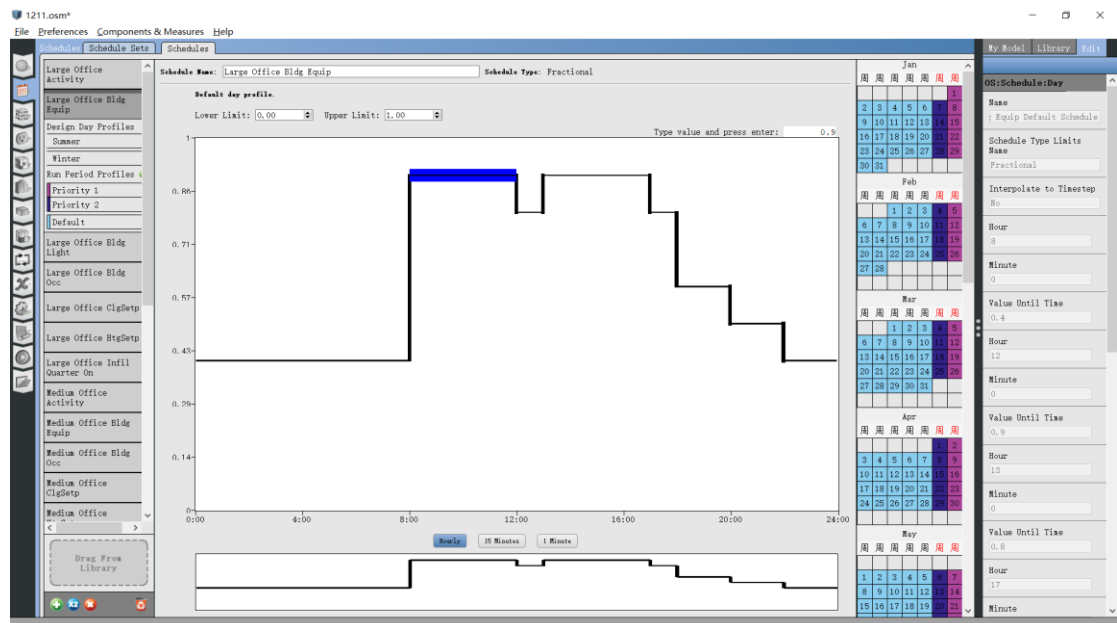 1211.osm*
File Preferences Components & Measures Help
Schedules Schedule Sets Schedules
My Model Library Edit
Large Office Activity
Large Office Bldg Equip
Design Day Profiles
Summer
Winter
Run Period Profiles
Priority 1
Priority 2
Default
Large Office Bldg Light
Large Office Bldg Occ
Large Office ClgSetp
Large Office HtgSetp
Large Office Infil Quarter On
Medium Office Activity
Medium Office Bldg Equip
Medium Office Bldg Occ
Medium Office ClgSetp
Medium Office
Drag From Library
X2
Schedule Name: Large Office Bldg Equip Schedule Type: Fractional
Default day profile.
Lower Limit: 0.00 Upper Limit: 1.00
Type value and press enter: 0.9
1
0.86
0.71
0.57
0.43
0.29
0.14
0
0:00 4:00 8:00 12:00 16:00 20:00 24:00
Hourly 15 Minutes 1 Minute
Jan
周 周 周 周 周 周 周
1
2 3 4 5 6 7 8
9 10 11 12 13 14 15
16 17 18 19 20 21 22
23 24 25 26 27 28 29
30 31
Feb
周 周 周 周 周 周 周
1 2 3 4 5
6 7 8 9 10 11 12
13 14 15 16 17 18 19
20 21 22 23 24 25 26
27 28
Mar
周 周 周 周 周 周 周
1 2 3 4 5
6 7 8 9 10 11 12
13 14 15 16 17 18 19
20 21 22 23 24 25 26
27 28 29 30 31
Apr
周 周 周 周 周 周 周
1 2
3 4 5 6 7 8 9
10 11 12 13 14 15 16
17 18 19 20 21 22 23
24 25 26 27 28 29 30
May
周 周 周 周 周 周 周
1 2 3 4 5 6 7
8 9 10 11 12 13 14
15 16 17 18 19 20 21
OS:Schedule:Day
Name
Equip Default Schedule
Schedule Type Limits
Name
Fractional
Interpolate to Timestep
No
Hour
8
Minute
0
Value Until Time
0.4
Hour
12
Minute
0
Value Until Time
0.9
Hour
13
Minute
0
Value Until Time
0.8
Hour
17
Minute